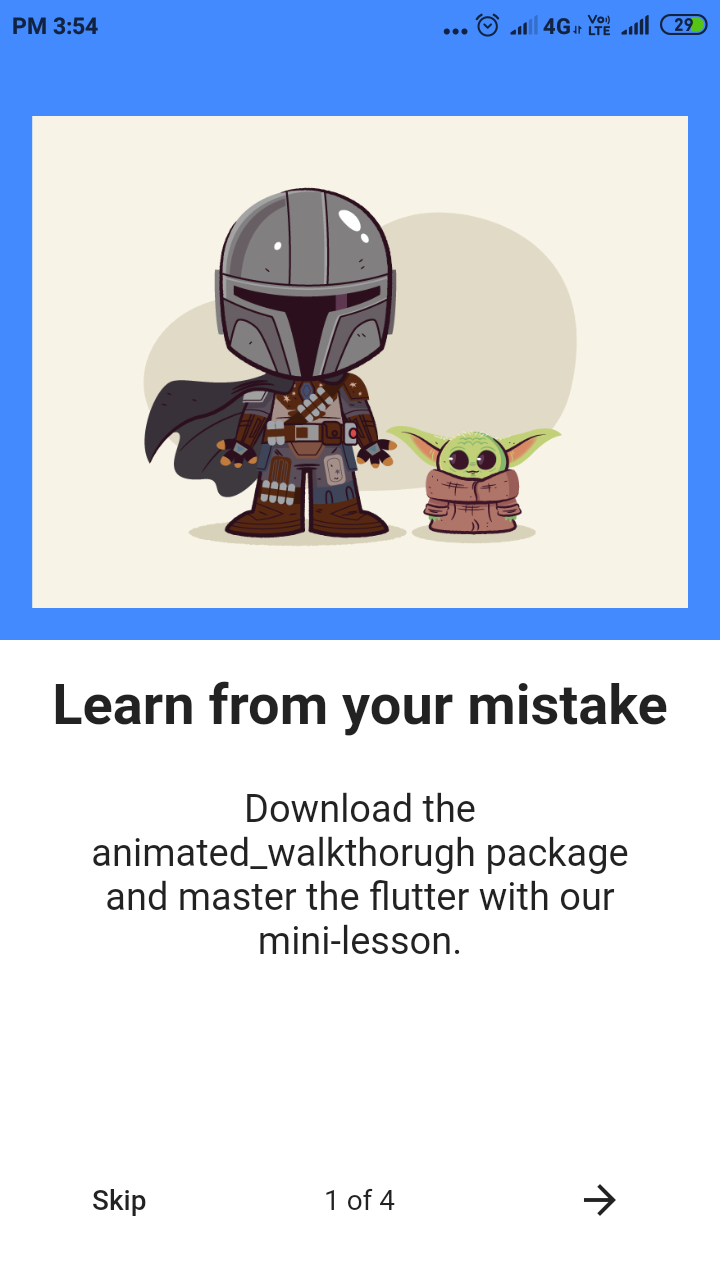 PM 3:54
4G
Vo))
LTE
29
Learn from your mistake
Download the
animated_walkthorugh package
and master the flutter with our
mini-lesson.
Skip
1 of 4